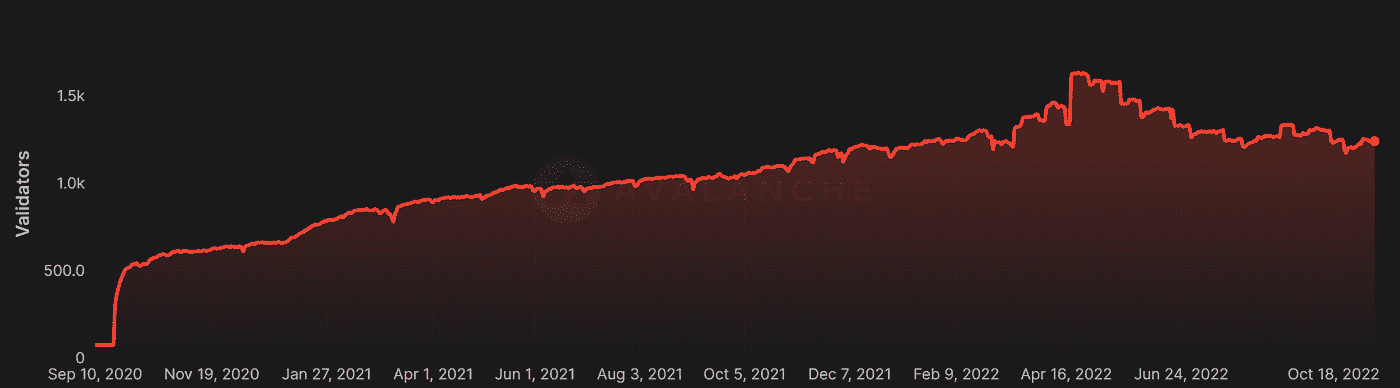 Validators
1.5k
1.0k
500.0
0
Sep 10, 2020 Nov 19, 2020 Jan 27, 2021 Apr 1, 2021 Jun 1, 2021 Aug 3, 2021 Oct 5, 2021 Dec 7, 2021 Feb 9, 2022 Apr 16, 2022 Jun 24, 2022 Oct 18, 2022
AVALANCHE